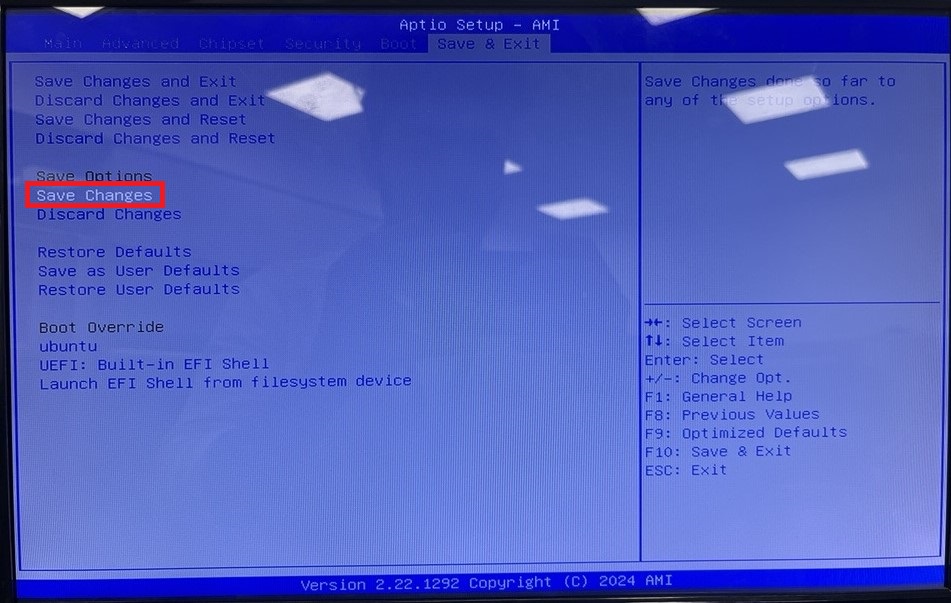 Aptio Setup - AMI
Main Advanced Chipset Security Boot Save & Exit
Save Changes and Exit
Discard Changes and Exit
Save Changes and Reset
Discard Changes and Reset
Save Options
Save Changes
Discard Changes
Restore Defaults
Save as User Defaults
Restore User Defaults
Boot Override
ubuntu
UEFI: Built-in EFI Shell
Launch EFI Shell from filesystem device
Save Changes done so far to
any of the setup options.
→←: Select Screen
↑↓: Select Item
Enter: Select
+/-: Change Opt.
F1: General Help
F8: Previous Values
F9: Optimized Defaults
F10: Save & Exit
ESC: Exit
Version 2.22.1292 Copyright (C) 2024 AMI